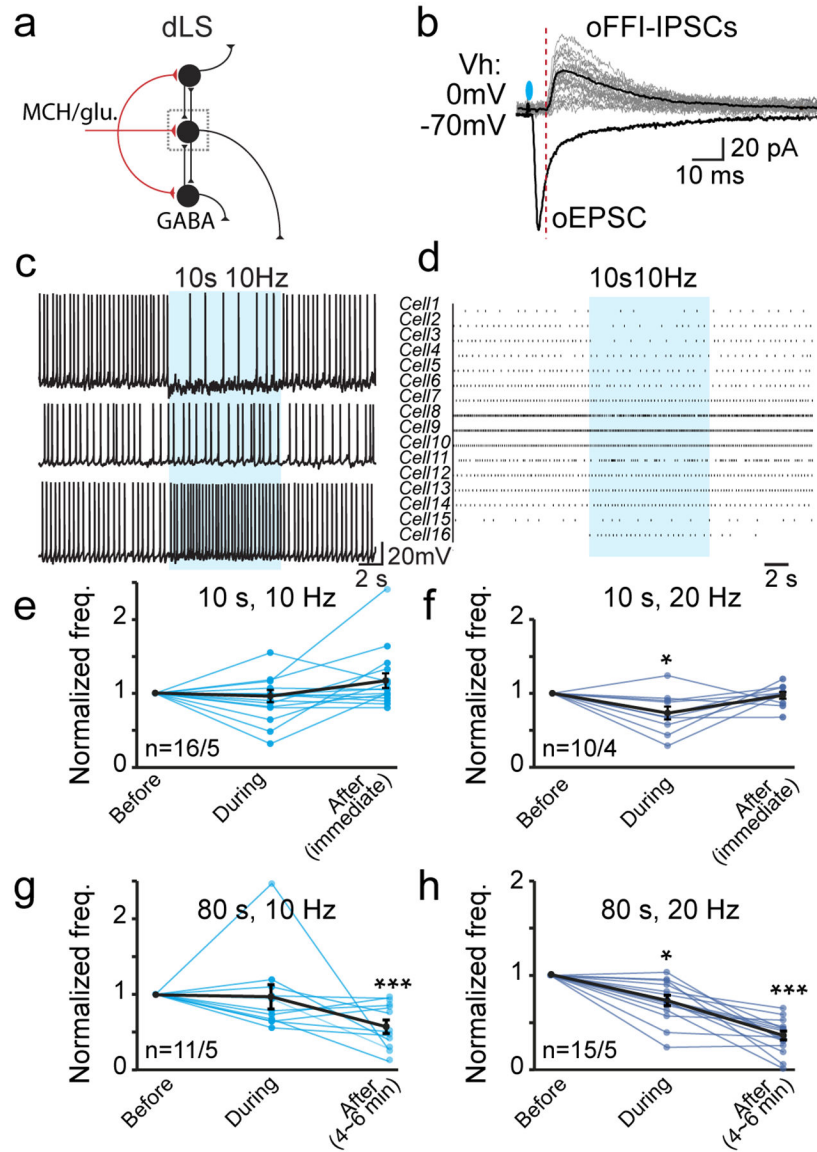 a
dLS
MCH/glu.
GABA
b
oFFI-IPSCs
Vh:
0mV
-70mV
20 pA
10 ms
oEPSC
c
10s 10Hz
20mV
2 s
d
10s10Hz
Cell1
Cell2
Cell3
Cell4
Cell5
Cell6
Cell7
Cell8
Cell9
Cell10
Cell11
Cell12
Cell13
Cell14
Cell15
Cell16
2 s
e
10 s, 10 Hz
Normalized freq.
2
1
0
n=16/5
Before
During
After
(immediate)
f
10 s, 20 Hz
Normalized freq.
2
1
0
*
n=10/4
Before
During
After
(immediate)
g
80 s, 10 Hz
Normalized freq.
2
1
0
***
n=11/5
Before
During
After
(4~6 min)
h
80 s, 20 Hz
Normalized freq.
2
1
0
*
***
n=15/5
Before
During
After
(4~6 min)